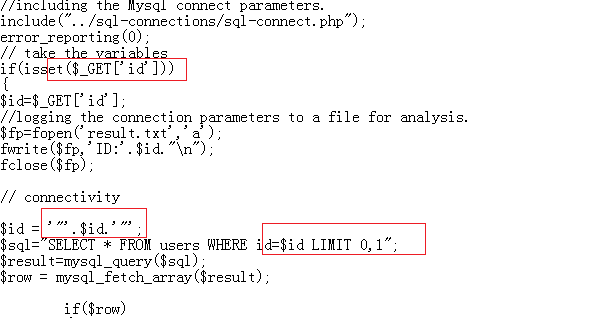 //including the Mysql connect parameters.
include("../sql-connections/sql-connect.php");
error_reporting(0);
// take the variables
if(isset($_GET['id']))
{
$id=$_GET['id'];
//logging the connection parameters to a file for analysis.
$fp=fopen('result.txt','a');
fwrite($fp,'ID:'.$id."\n");
fclose($fp);
// connectivity
$id = '"'.$id.'"';
$sql="SELECT * FROM users WHERE id=$id LIMIT 0,1";
$result=mysql_query($sql);
$row = mysql_fetch_array($result);
if($row)